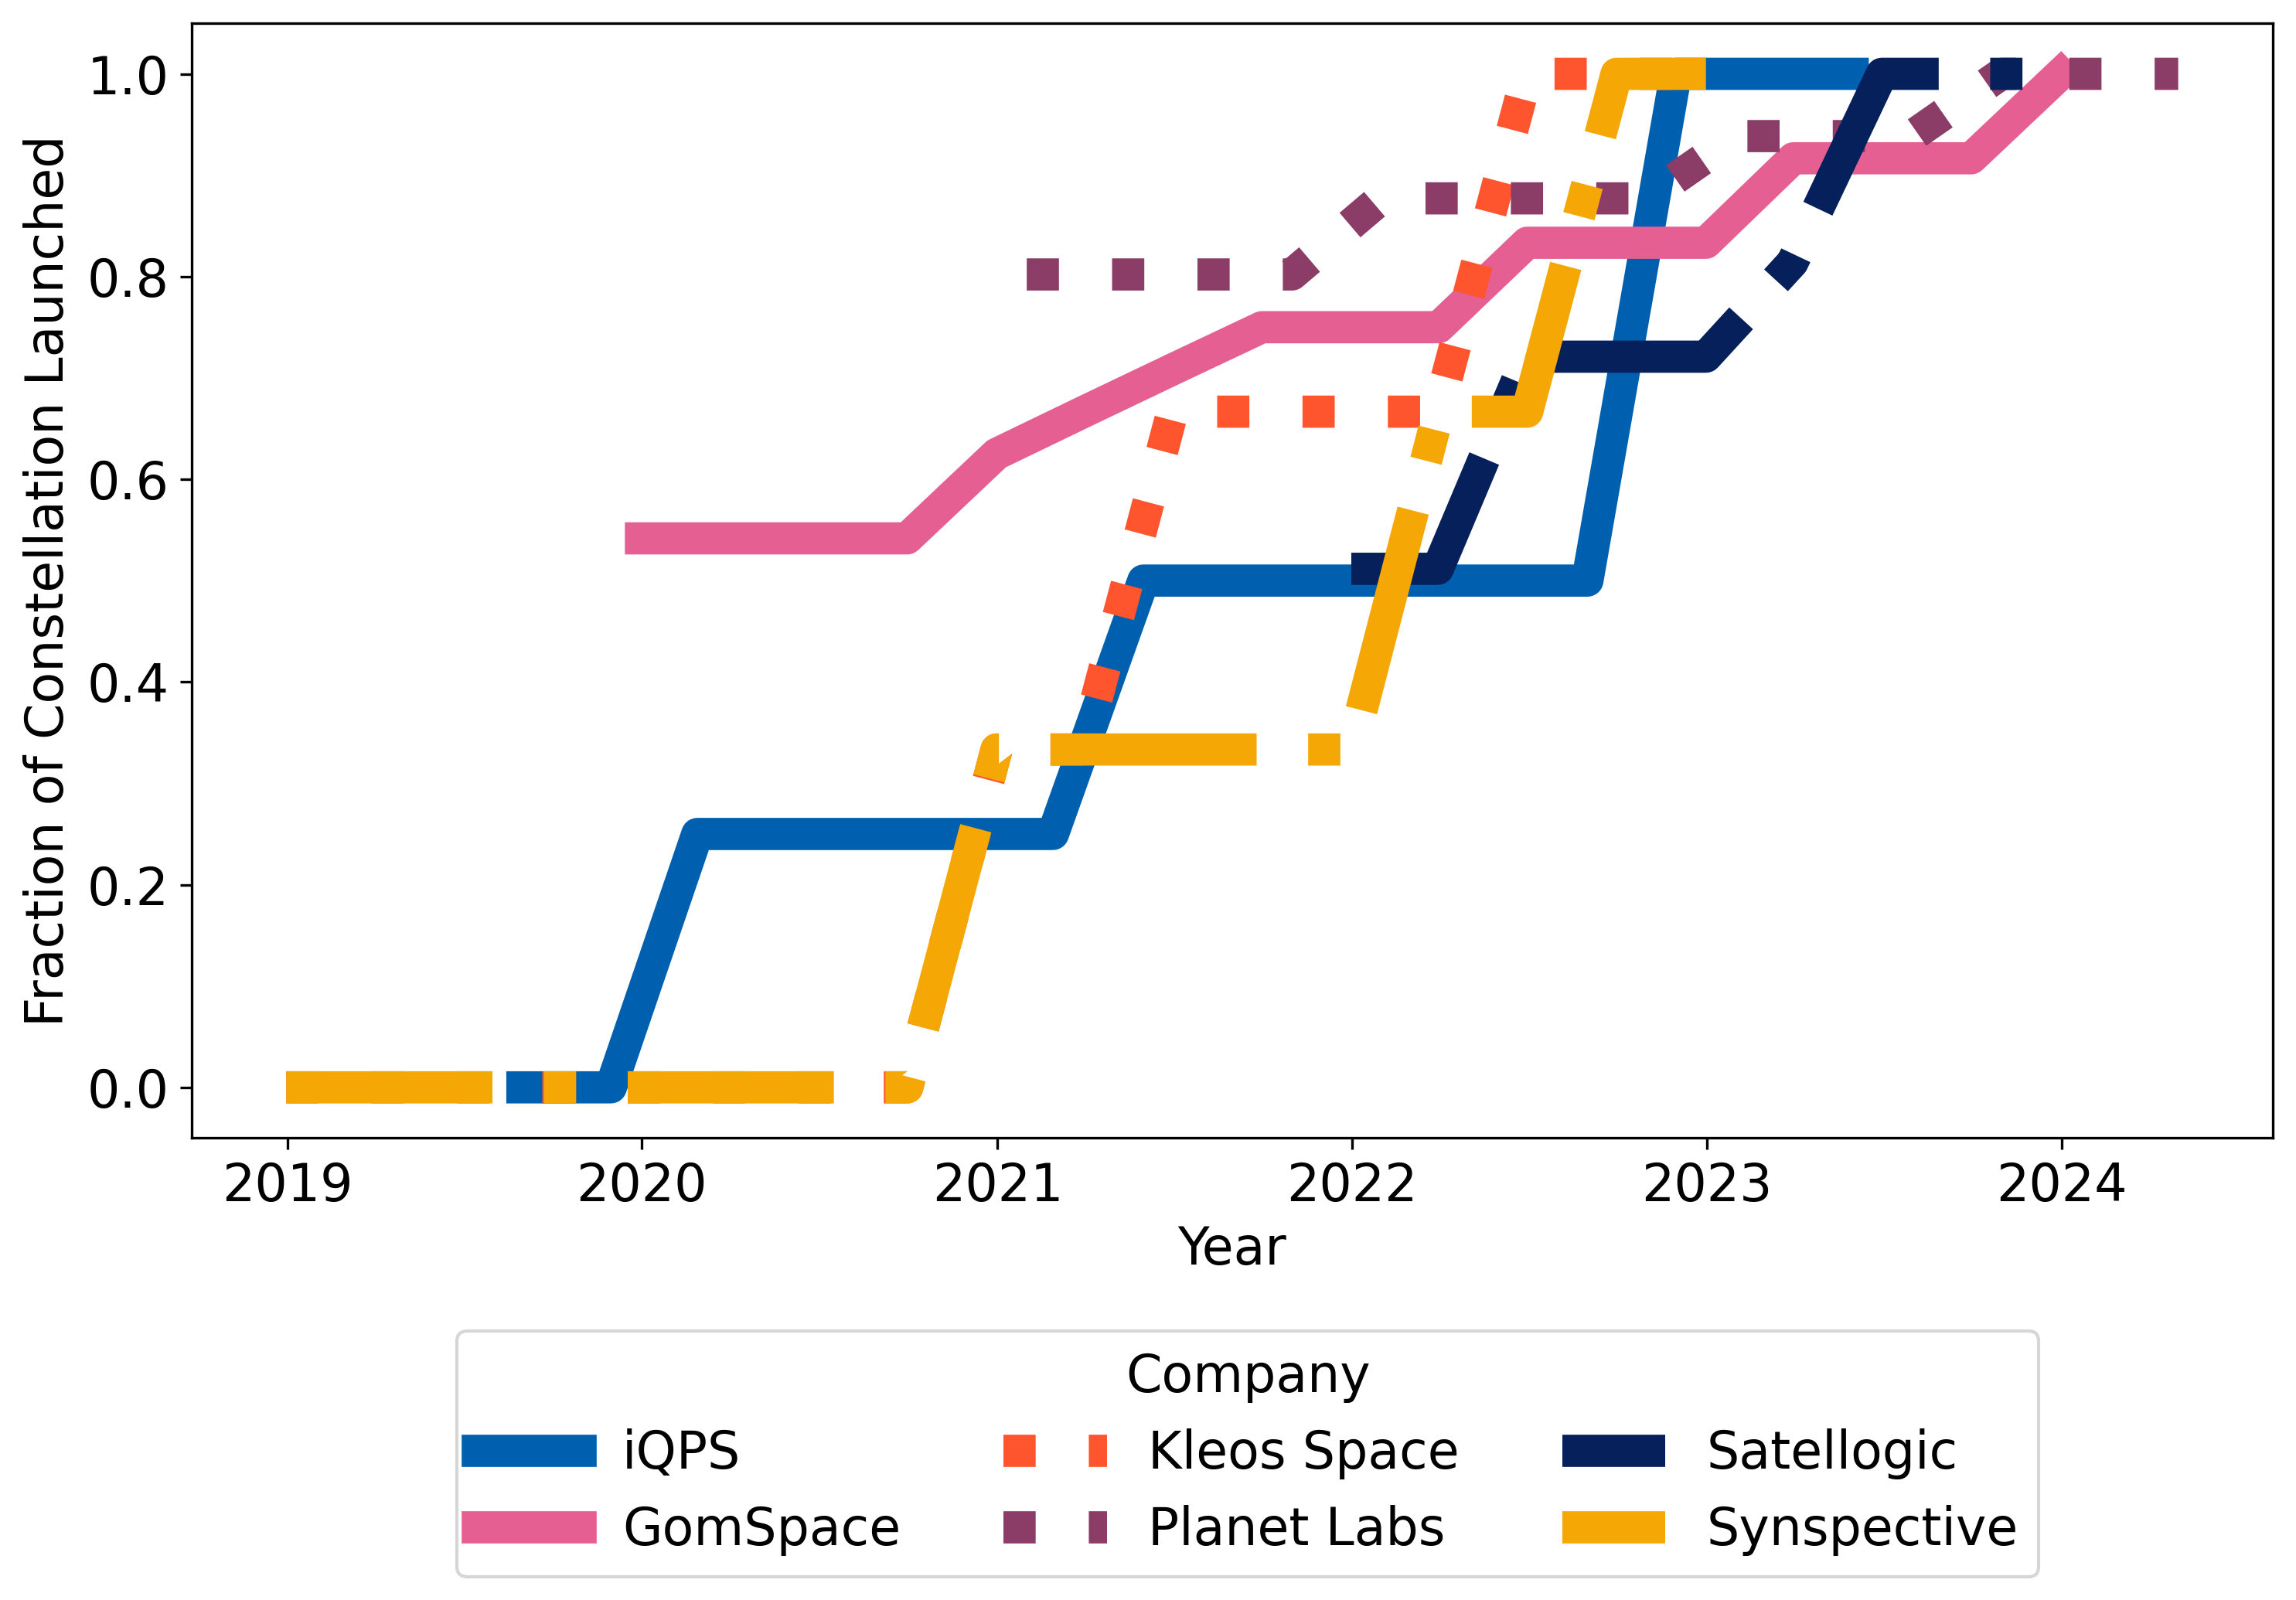 Fraction of Constellation Launched
1.0
0.8
0.6
0.4
0.2
0.0
2019 2020 2021 2022 2023 2024
Year
Company
iQPS Kleos Space Satellogic
GomSpace Planet Labs Synspective